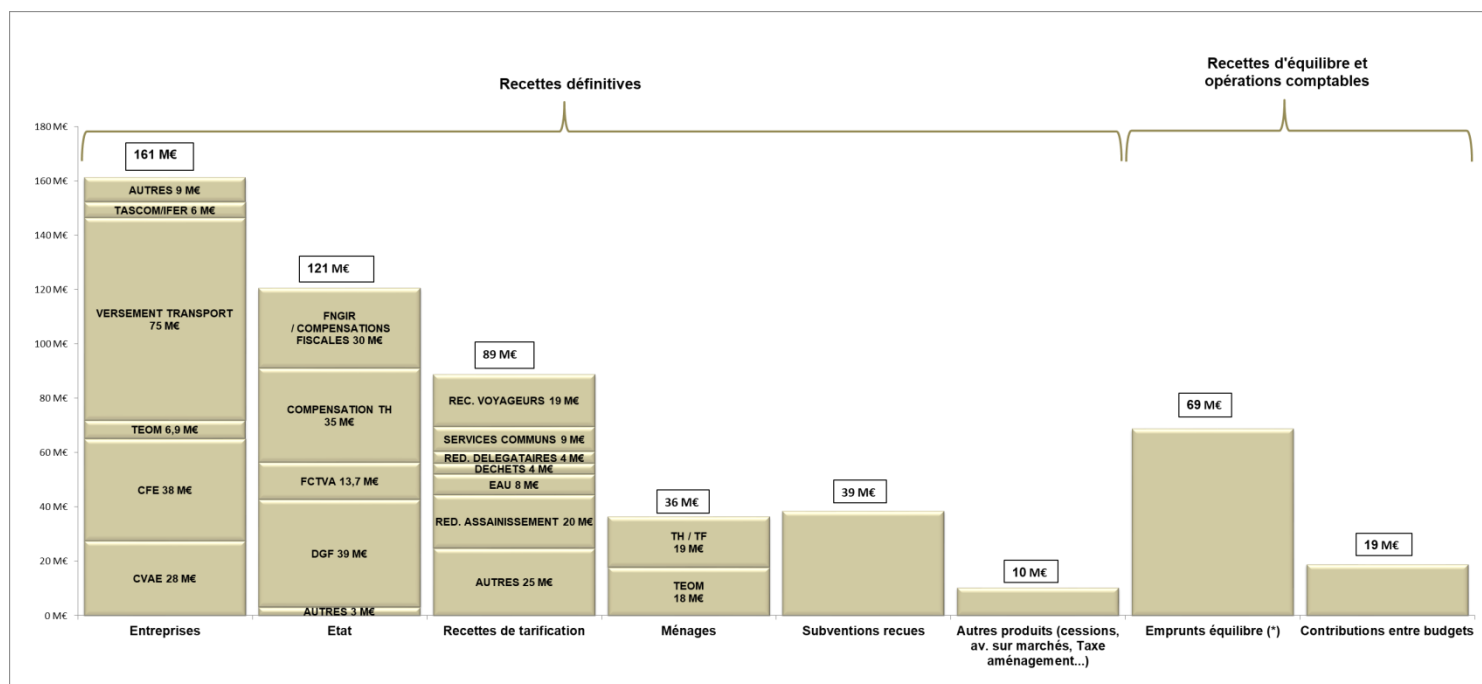 Recettes définitives
Recettes d'équilibre et
opérations comptables
180 M€
160 M€
140 M€
120 M€
100 M€
80 M€
60 M€
40 M€
20 M€
0 M€
161 M€
AUTRES 9 M€
TASCOM/IFER 6 M€
VERSEMENT TRANSPORT
75 M€
TEOM 6,9 M€
CFE 38 M€
CVAE 28 M€
Entreprises
121 M€
FNGIR
/ COMPENSATIONS
FISCALES 30 M€
COMPENSATION TH
35 M€
FCTVA 13,7 M€
DGF 39 M€
AUTRES 3 M€
Etat
89 M€
REC. VOYAGEURS 19 M€
SERVICES COMMUNS 9 M€
RED. DELEGATAIRES 4 M€
DECHETS 4 M€
EAU 8 M€
RED. ASSAINISSEMENT 20 M€
AUTRES 25 M€
Recettes de tarification
36 M€
TH / TF
19 M€
TEOM
18 M€
Ménages
39 M€
Subventions recues
10 M€
Autres produits (cessions,
av. sur marchés, Taxe
aménagement...)
69 M€
Emprunts équilibre (*)
19 M€
Contributions entre budgets